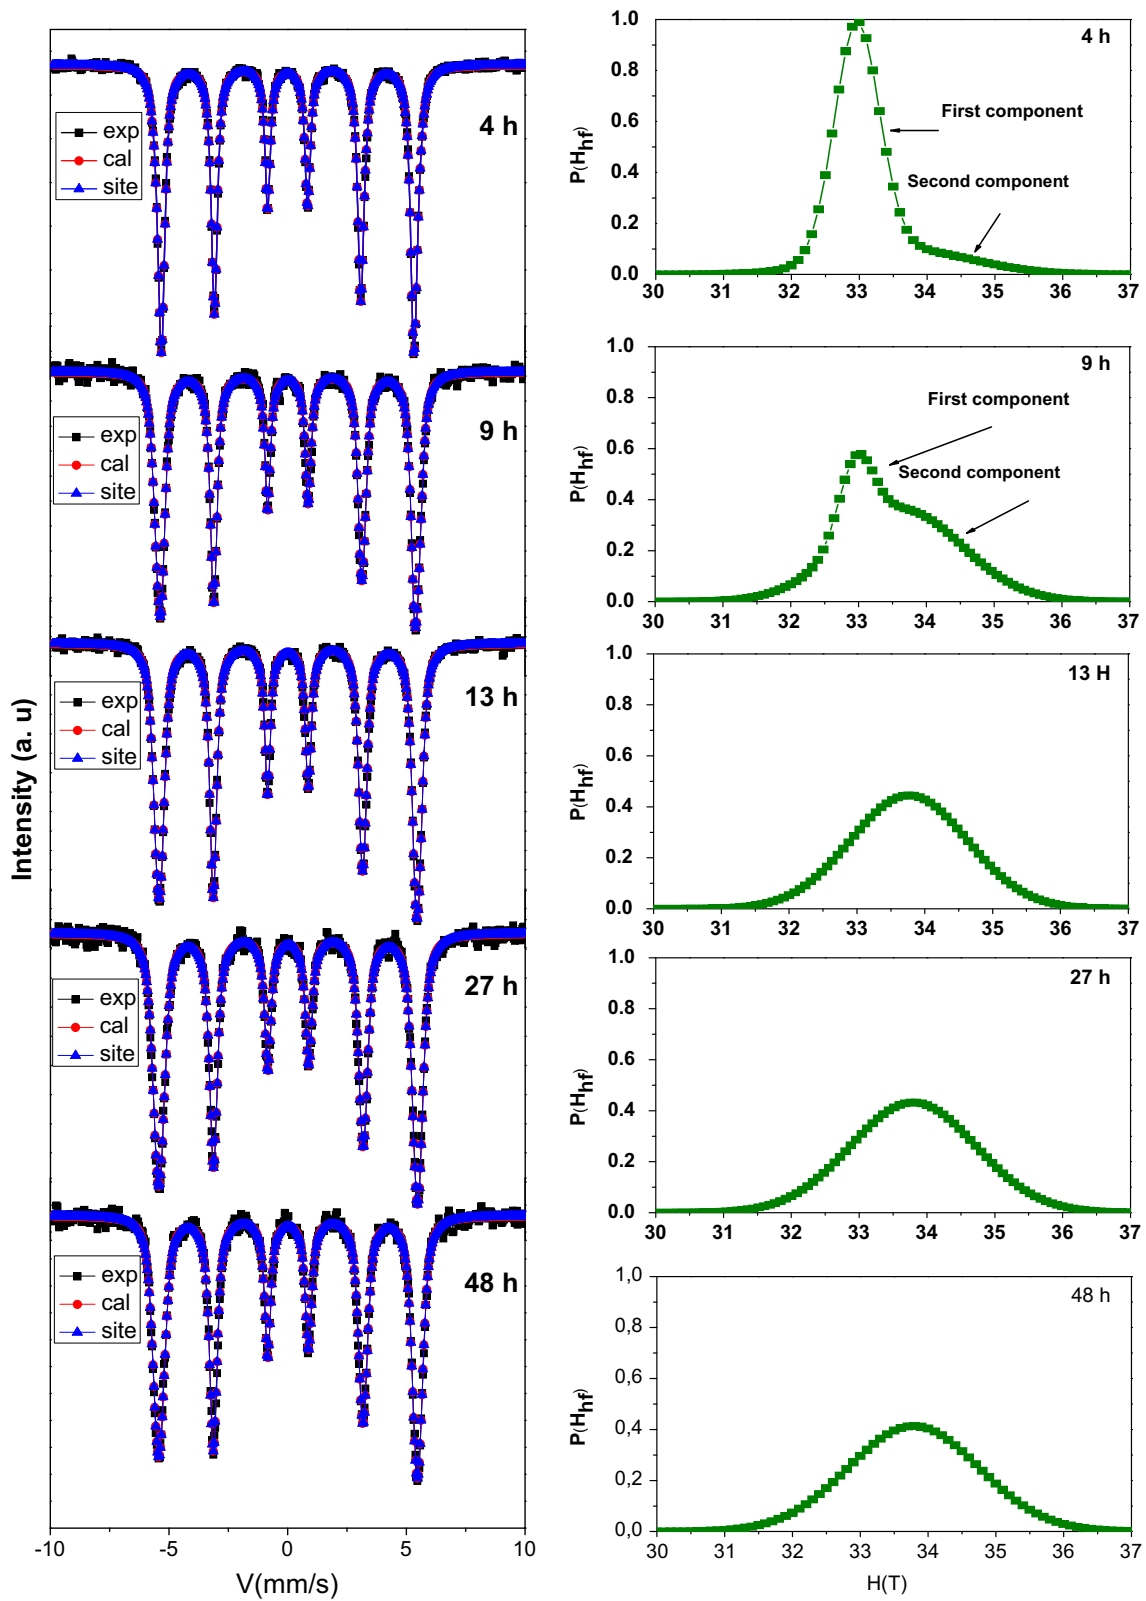 4 h
exp
cal
site
9 h
exp
cal
site
13 h
exp
cal
site
27 h
exp
cal
site
48 h
exp
cal
site
Intensity (a. u)
-10 -5 0 5 10
V(mm/s)
4 h
First component
Second component
P(Hhf)
1.0
0.8
0.6
0.4
0.2
0.0
30 31 32 33 34 35 36 37
9 h
First component
Second component
P(Hhf)
1.0
0.8
0.6
0.4
0.2
0.0
30 31 32 33 34 35 36 37
13 H
P(Hhf)
1.0
0.8
0.6
0.4
0.2
0.0
30 31 32 33 34 35 36 37
27 h
P(Hhf)
1.0
0.8
0.6
0.4
0.2
0.0
30 31 32 33 34 35 36 37
48 h
P(Hhf)
1,0
0,8
0,6
0,4
0,2
0,0
30 31 32 33 34 35 36 37
H(T)